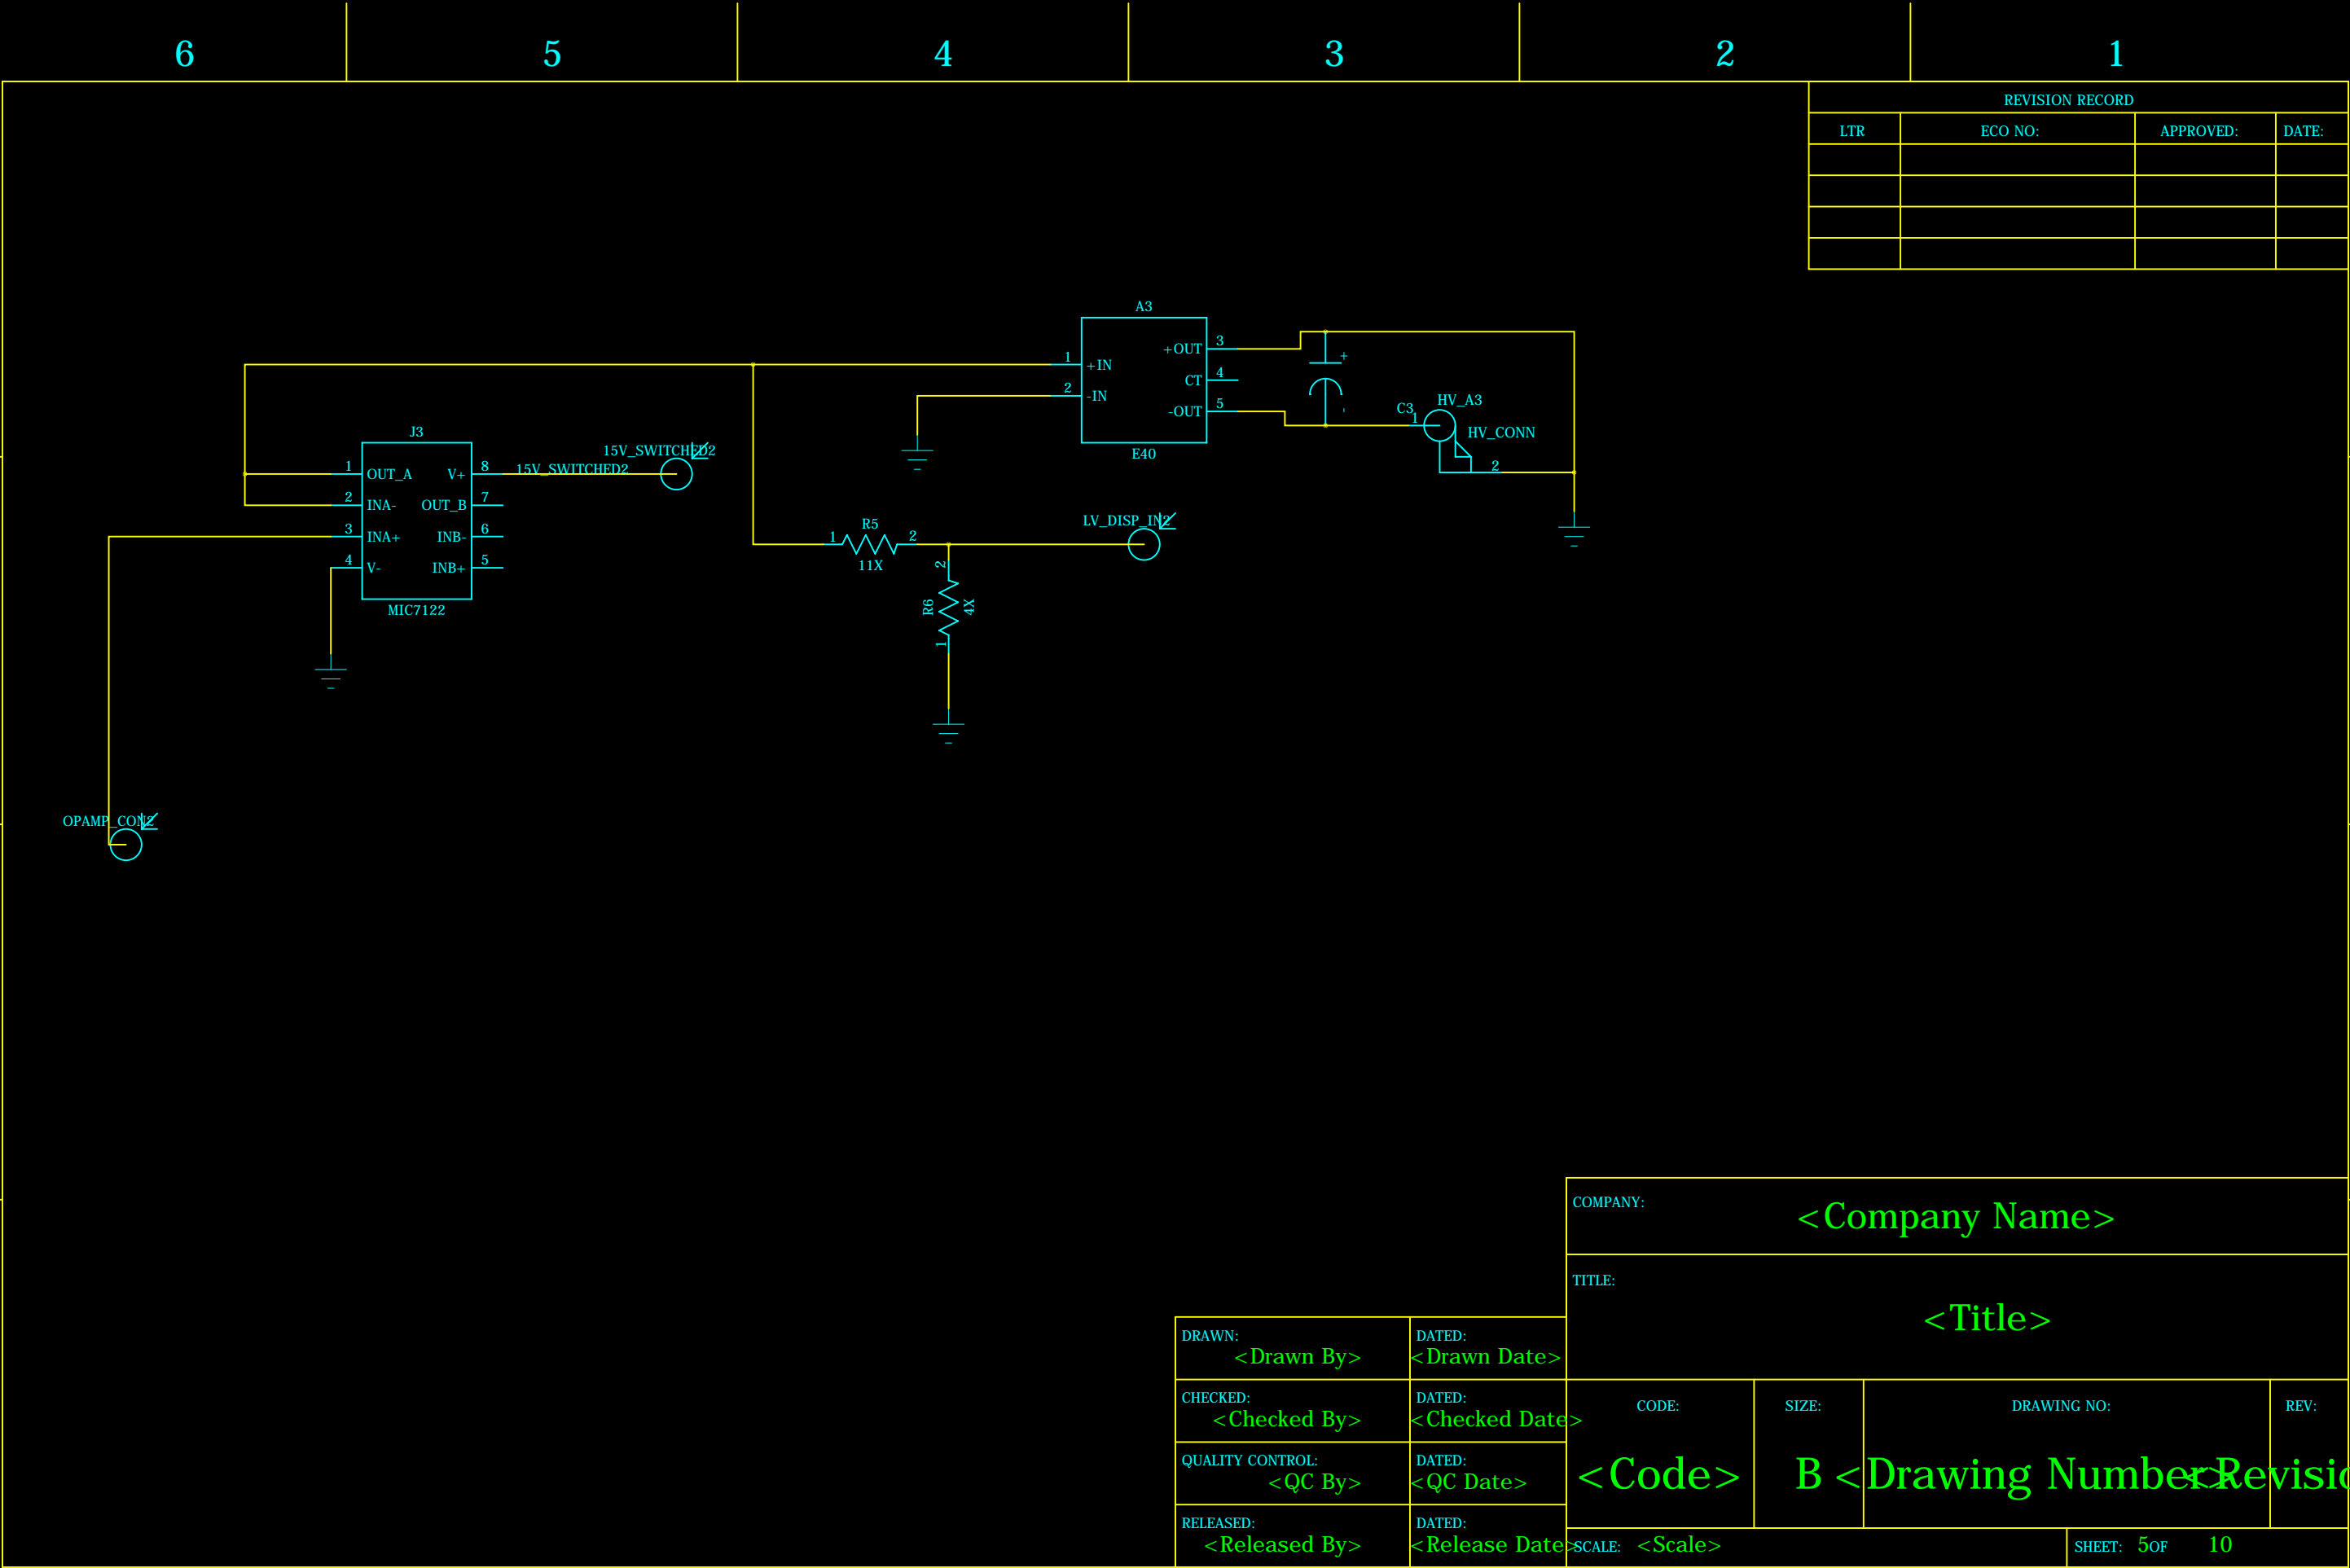 6 5 4 3 2 1
REVISION RECORD
LTR ECO NO: APPROVED: DATE:
A3
1 +IN
2 -IN
+OUT 3
CT 4
-OUT 5
E40
+
-
C3
HV_A3
1
HV_CONN
2
J3
1 OUT_A V+ 8
2 INA- OUT_B 7
3 INA+ INB- 6
4 V- INB+ 5
MIC7122
15V_SWITCHED2
15V_SWITCHED2
R5
1 2
11X
LV_DISP_IN2
2
R6 4X
1
OPAMP_CON2
COMPANY:
<Company Name>
TITLE:
<Title>
DRAWN: DATED:
<Drawn By> <Drawn Date>
CHECKED: DATED:
<Checked By> <Checked Date>
QUALITY CONTROL: DATED:
<QC By> <QC Date>
RELEASED: DATED:
<Released By> <Release Date>
CODE: SIZE: DRAWING NO: REV:
<Code> B <Drawing Number> <Revisio
SCALE: <Scale> SHEET: 5 OF 10